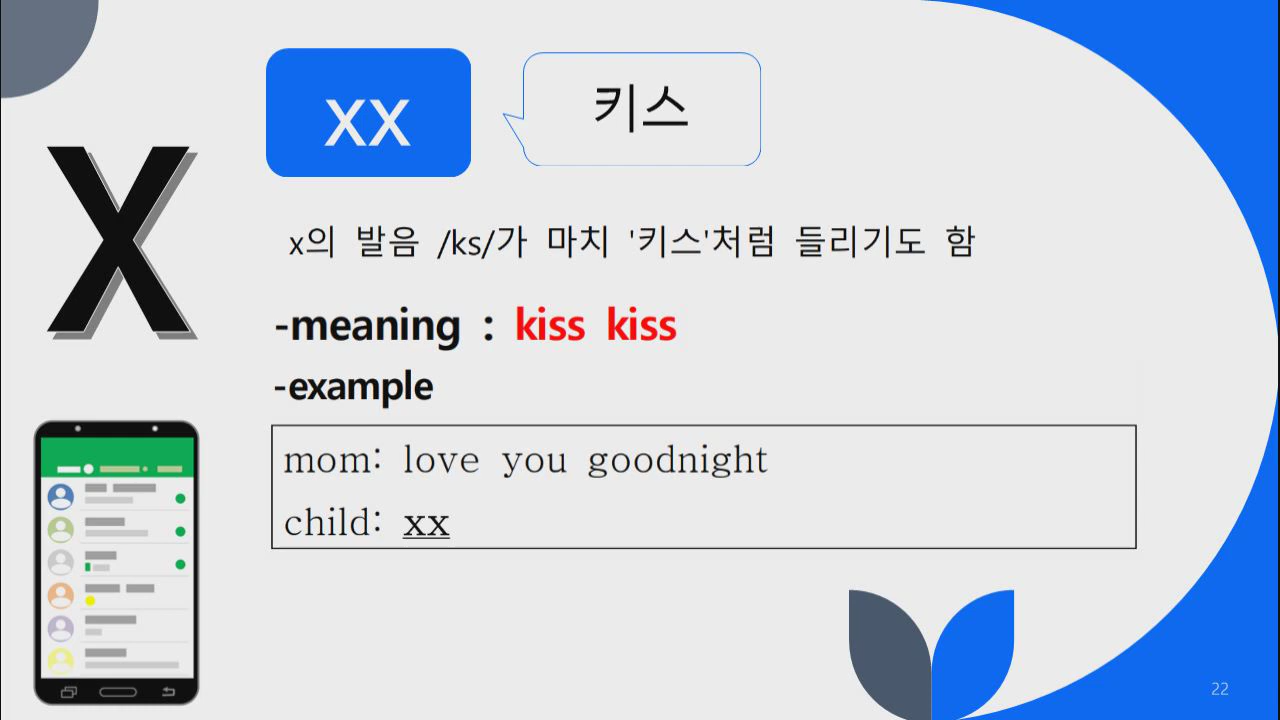 X
xx
키스
x의 발음 /ks/가 마치 '키스'처럼 들리기도 함
-meaning : kiss kiss
-example
mom: love you goodnight
child: xx
22